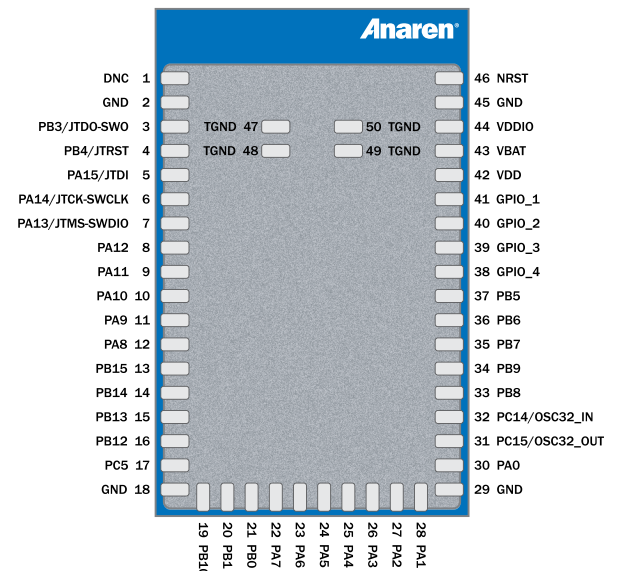 Anaren®
DNC 1
GND 2
PB3/JTDO-SWO 3
PB4/JTRST 4
PA15/JTDI 5
PA14/JTCK-SWCLK 6
PA13/JTMS-SWDIO 7
PA12 8
PA11 9
PA10 10
PA9 11
PA8 12
PB15 13
PB14 14
PB13 15
PB12 16
PC5 17
GND 18
TGND 47
TGND 48
50 TGND
49 TGND
46 NRST
45 GND
44 VDDIO
43 VBAT
42 VDD
41 GPIO_1
40 GPIO_2
39 GPIO_3
38 GPIO_4
37 PB5
36 PB6
35 PB7
34 PB9
33 PB8
32 PC14/OSC32_IN
31 PC15/OSC32_OUT
30 PA0
29 GND
19 PB10
20 PB1
21 PB0
22 PA7
23 PA6
24 PA5
25 PA4
26 PA3
27 PA2
28 PA1